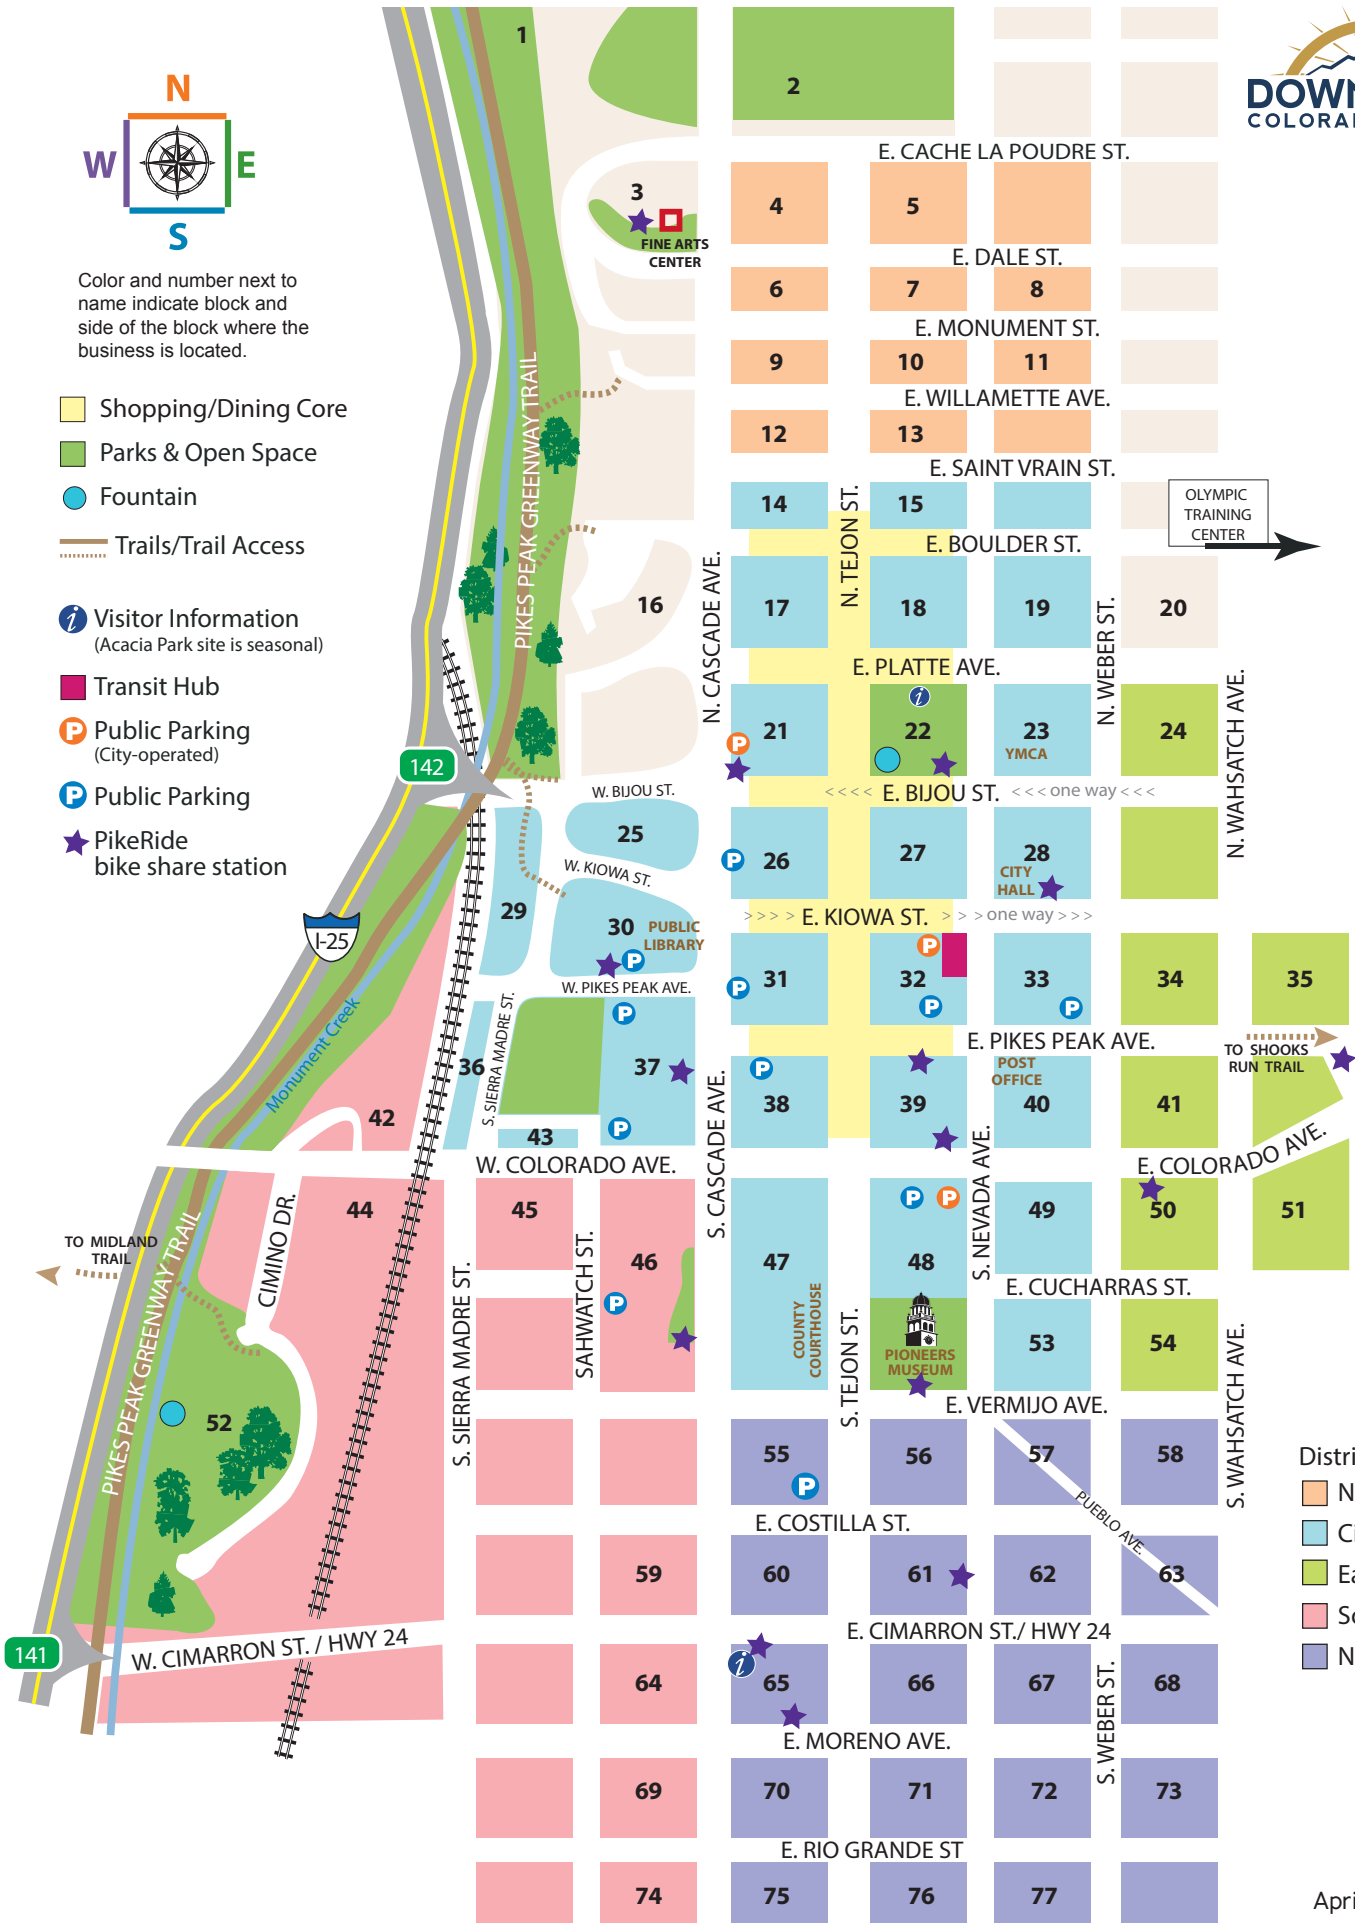 N
W
E
S
Color and number next to
name indicate block and
side of the block where the
business is located.
Shopping/Dining Core
Parks & Open Space
Fountain
Trails/Trail Access
i
Visitor Information
(Acacia Park site is seasonal)
Transit Hub
P
Public Parking
(City-operated)
P
Public Parking
PikeRide
bike share station
1
2
E. CACHE LA POUDRE ST.
3
FINE ARTS
CENTER
4
5
E. DALE ST.
6
7
8
E. MONUMENT ST.
9
10
11
E. WILLAMETTE AVE.
12
13
E. SAINT VRAIN ST.
14
15
OLYMPIC
TRAINING
CENTER
E. BOULDER ST.
N. TEJON ST.
PIKES PEAK GREENWAY TRAIL
N. CASCADE AVE.
16
17
18
19
20
N. WEBER ST.
E. PLATTE AVE.
N. WAHSATCH AVE.
P
21
i
22
23
YMCA
24
142
W. BIJOU ST.
<<<< E. BIJOU ST. <<< one way <<<
25
P
26
27
28
CITY
HALL
W. KIOWA ST.
29
30
PUBLIC
LIBRARY
P
>>>> E. KIOWA ST. >>> one way >>>
I-25
P
31
P
32
P
33
P
34
35
W. PIKES PEAK AVE.
E. PIKES PEAK AVE.
TO SHOOKS
RUN TRAIL
Monument Creek
36
S. SIERRA MADRE ST.
P
37
P
P
38
39
POST
OFFICE
40
41
42
43
W. COLORADO AVE.
S. CASCADE AVE.
S. NEVADA AVE.
E. COLORADO AVE.
44
45
46
P
47
COUNTY
COURTHOUSE
P
P
48
49
50
51
TO MIDLAND
TRAIL
CIMINO DR.
PIKES PEAK GREENWAY TRAIL
S. SIERRA MADRE ST.
SAHWATCH ST.
S. TEJON ST.
E. CUCHARRAS ST.
PIONEERS
MUSEUM
53
54
S. WAHSATCH AVE.
52
E. VERMIJO AVE.
55
P
56
57
58
PUEBLO AVE.
E. COSTILLA ST.
59
60
61
62
63
141
W. CIMARRON ST. / HWY 24
E. CIMARRON ST./ HWY 24
64
i
65
66
67
68
S. WEBER ST.
E. MORENO AVE.
69
70
71
72
73
E. RIO GRANDE ST
74
75
76
77